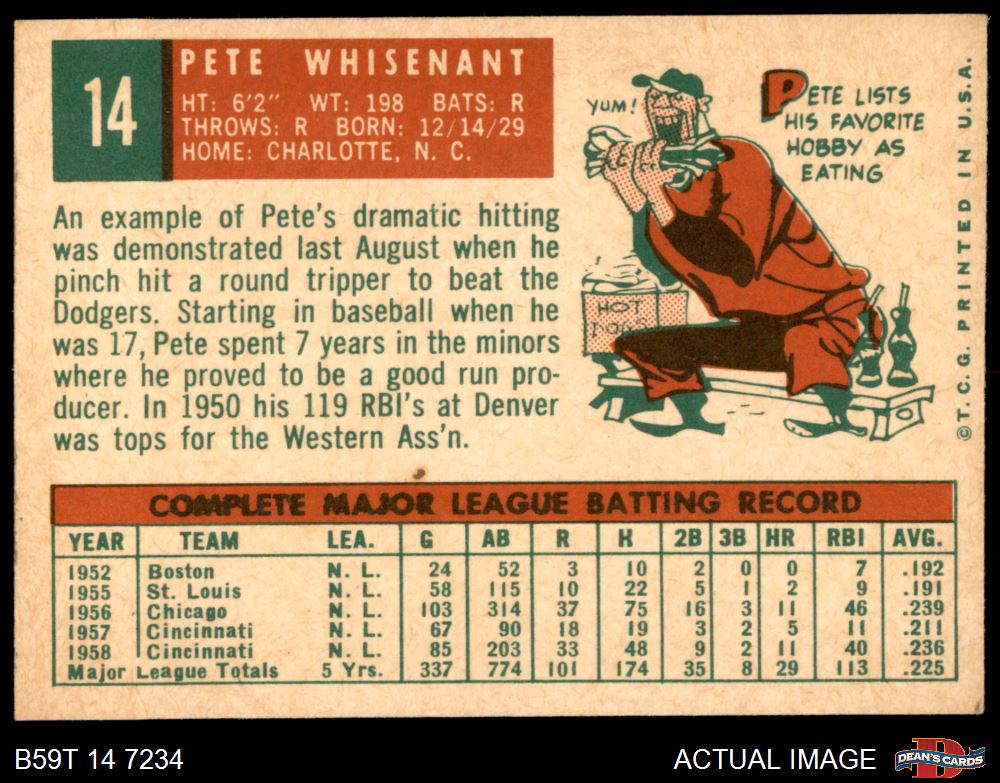 14
PETE WHISENANT
HT: 6'2" WT: 198 BATS: R
THROWS: R BORN: 12/14/29
HOME: CHARLOTTE, N. C.
YUM!
PETE LISTS
HIS FAVORITE
HOBBY AS
EATING
HOT
DOGS
©T. C. G. PRINTED IN U.S.A.
An example of Pete's dramatic hitting
was demonstrated last August when he
pinch hit a round tripper to beat the
Dodgers. Starting in baseball when he
was 17, Pete spent 7 years in the minors
where he proved to be a good run pro-
ducer. In 1950 his 119 RBI's at Denver
was tops for the Western Ass'n.
COMPLETE MAJOR LEAGUE BATTING RECORD
YEAR TEAM LEA. G AB R H 2B 3B HR RBI AVG.
1952 Boston N. L. 24 52 3 10 2 0 0 7 .192
1955 St. Louis N. L. 58 115 10 22 5 1 2 9 .191
1956 Chicago N. L. 103 314 37 75 16 3 11 46 .239
1957 Cincinnati N. L. 67 90 18 19 3 2 5 11 .211
1958 Cincinnati N. L. 85 203 33 48 9 2 11 40 .236
Major League Totals 5 Yrs. 337 774 101 174 35 8 29 113 .225
B59T 14 7234
ACTUAL IMAGE
DEAN'S CARDS